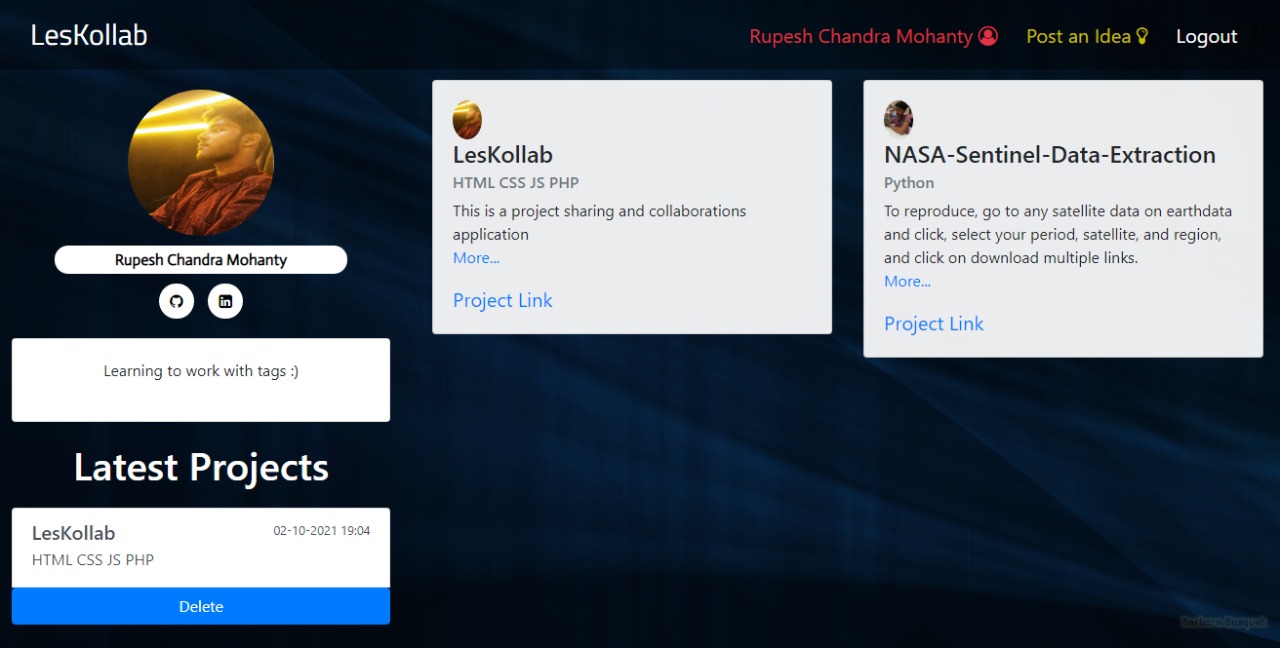 LesKollab
Rupesh Chandra Mohanty
Post an Idea
Logout
Rupesh Chandra Mohanty
Learning to work with tags :)
Latest Projects
LesKollab
02-10-2021 19:04
HTML CSS JS PHP
Delete
LesKollab
HTML CSS JS PHP
This is a project sharing and collaborations
application
More...
Project Link
NASA-Sentinel-Data-Extraction
Python
To reproduce, go to any satellite data on earthdata
and click, select your period, satellite, and region,
and click on download multiple links.
More...
Project Link
Barbara Busquet